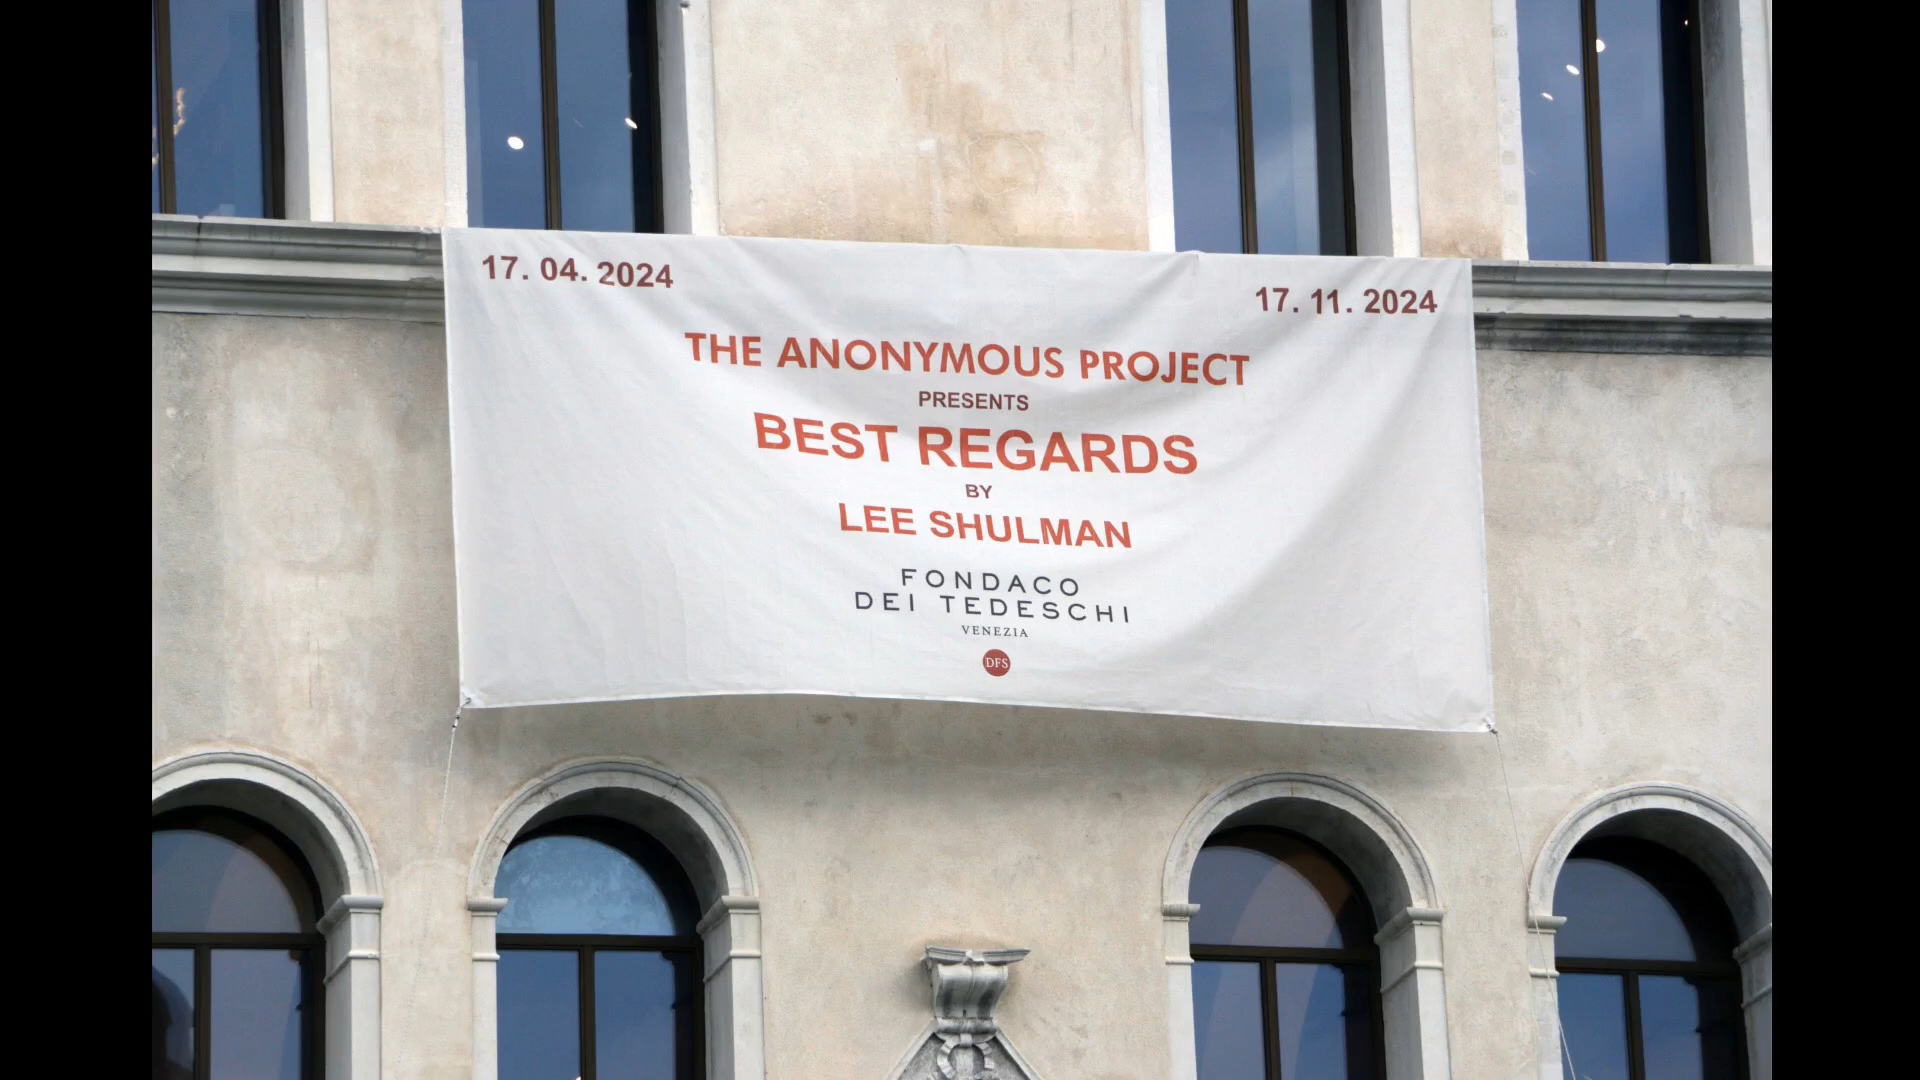 17. 04. 2024
17. 11. 2024
THE ANONYMOUS PROJECT
PRESENTS
BEST REGARDS
BY
LEE SHULMAN
FONDACO
DEI TEDESCHI
VENEZIA
DFS